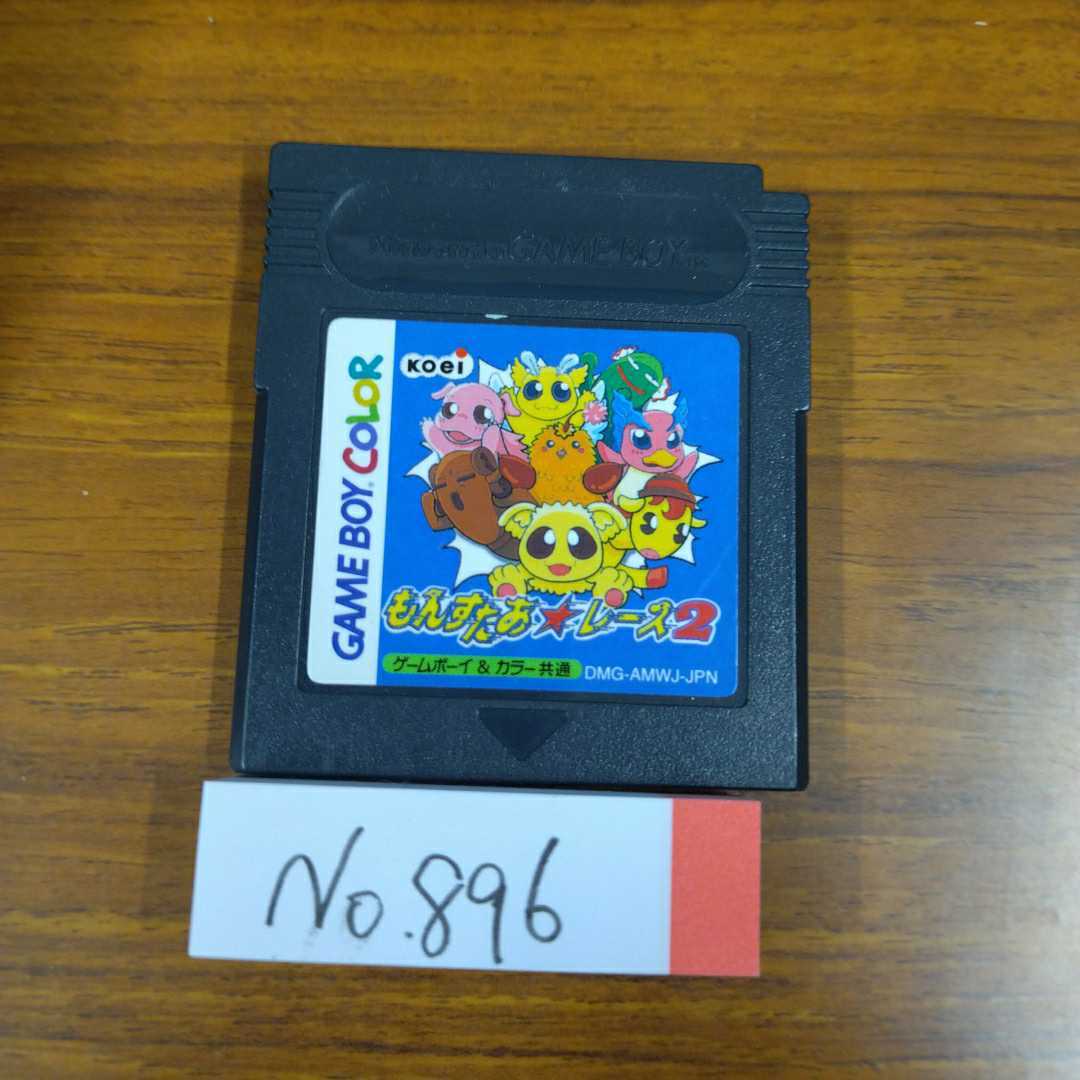 Nintendo GAME BOY TM
GAME BOY COLOR
KOEI
もんすたあ★レース2
ゲームボーイ & カラー共通
DMG-AMWJ-JPN
No.896